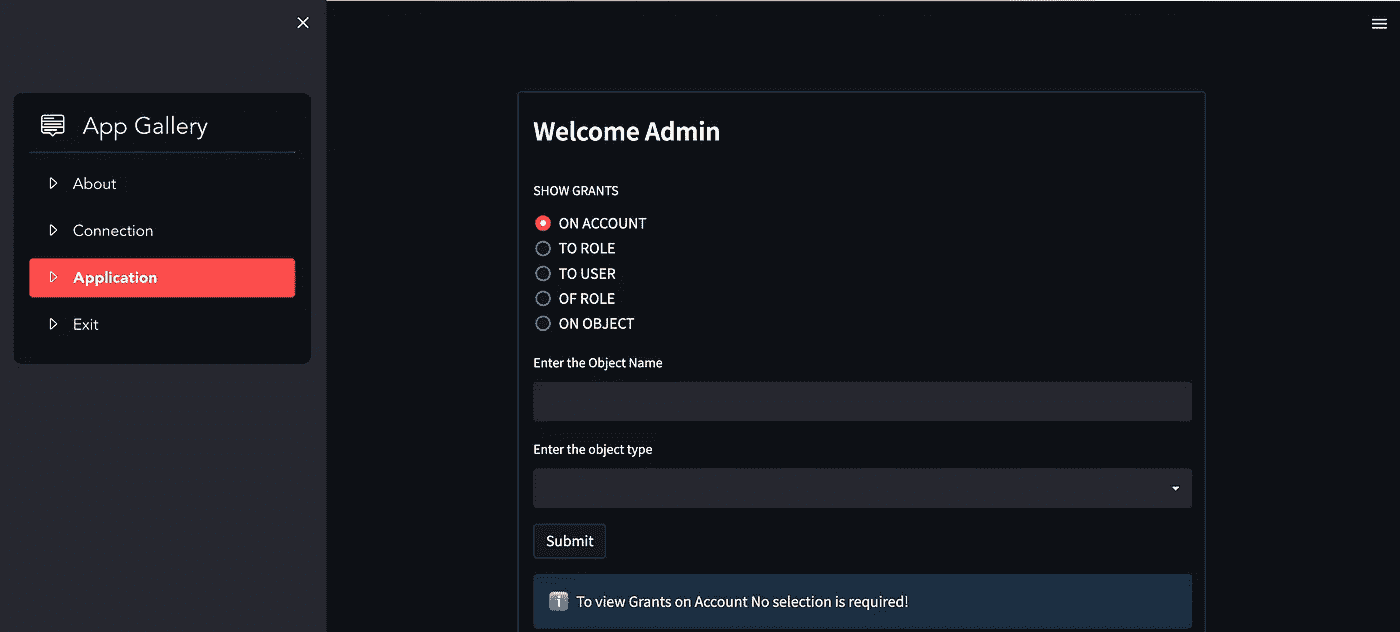 App Gallery
About
Connection
Application
Exit
Welcome Admin
SHOW GRANTS
ON ACCOUNT
TO ROLE
TO USER
OF ROLE
ON OBJECT
Enter the Object Name
Enter the object type
Submit
To view Grants on Account No selection is required!